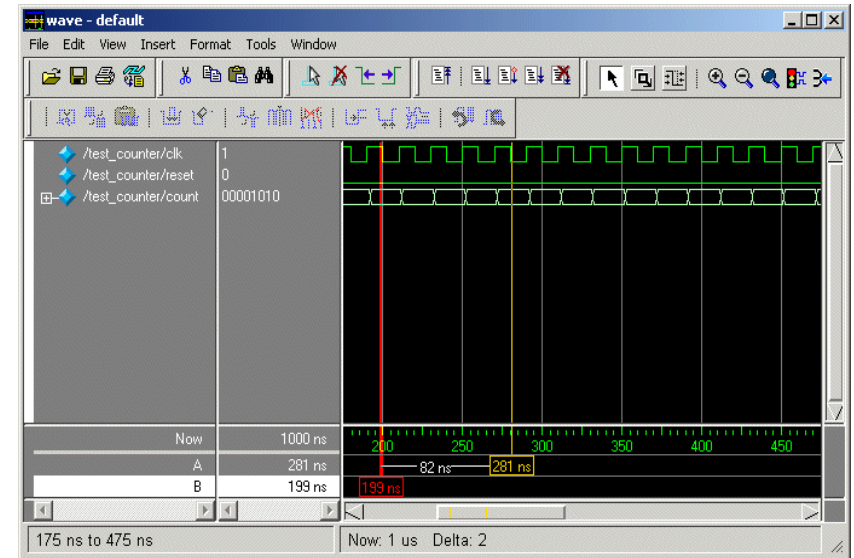 wave - default
File Edit View Insert Format Tools Window
/test_counter/clk 1
/test_counter/reset 0
/test_counter/count 00001010
Now 1000 ns 200 250 300 350 400 450
A 281 ns 82 ns 281 ns
B 199 ns 199 ns
175 ns to 475 ns Now: 1 us Delta: 2